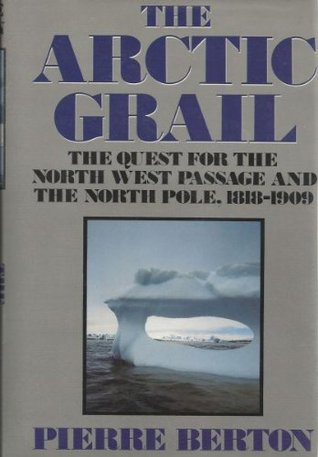 THE
ARCTIC
GRAIL
THE QUEST FOR THE
NORTH WEST PASSAGE AND
THE NORTH POLE, 1818-1909
PIERRE BERTON